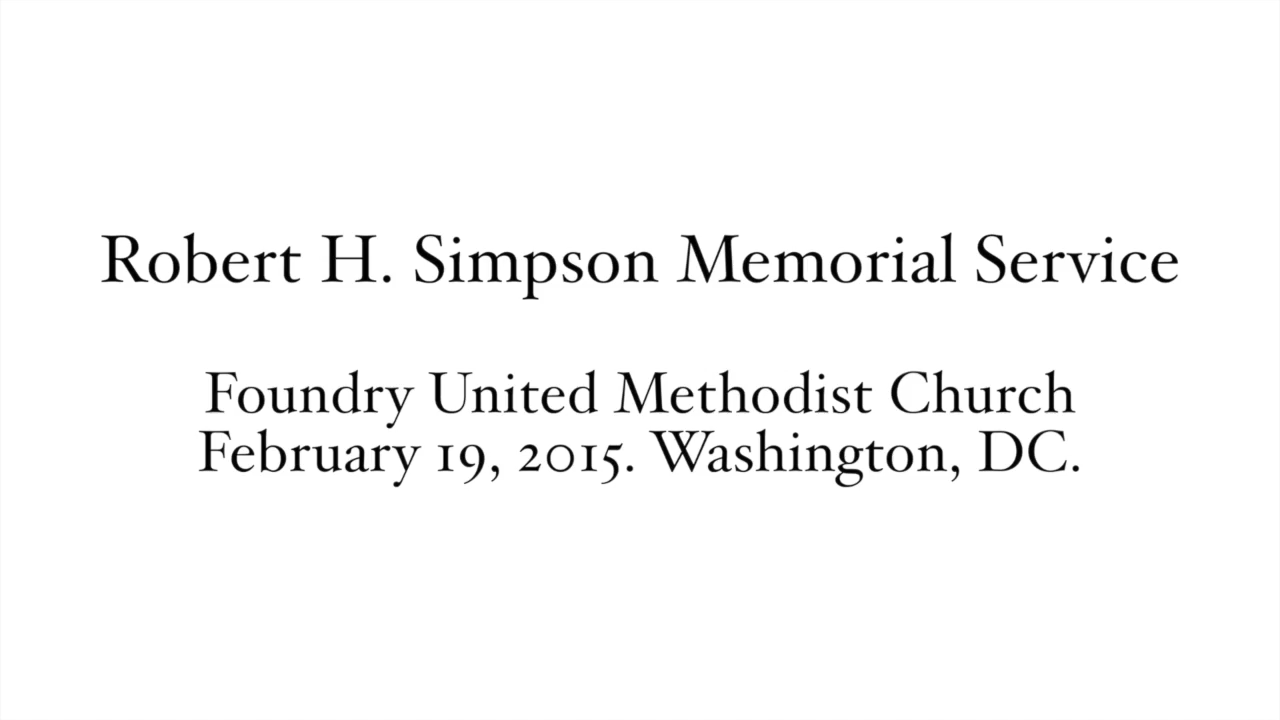 Robert H. Simpson Memorial Service
Foundry United Methodist Church
February 19, 2015. Washington, DC.